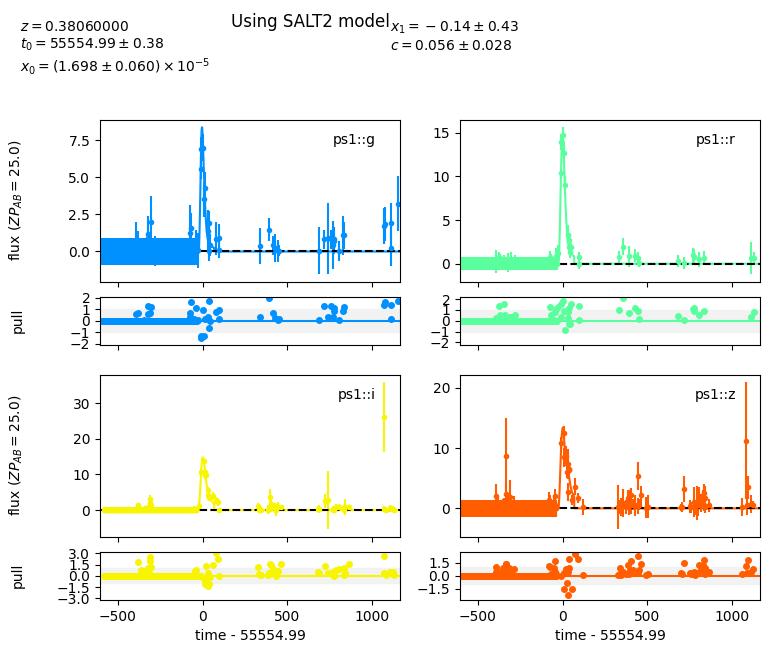 Using SALT2 model
z = 0.38060000
t₀ = 55554.99 ± 0.38
x₀ = (1.698 ± 0.060) × 10⁻⁵
x₁ = −0.14 ± 0.43
c = 0.056 ± 0.028
ps1::g
7.5
5.0
2.5
0.0
flux (ZP_AB = 25.0)
ps1::r
15
10
5
0
2
1
0
−1
−2
pull
2
1
0
−1
−2
ps1::i
30
20
10
0
flux (ZP_AB = 25.0)
ps1::z
20
10
0
3.0
1.5
0.0
−1.5
−3.0
pull
1.5
0.0
−1.5
−500 0 500 1000
time - 55554.99
−500 0 500 1000
time - 55554.99